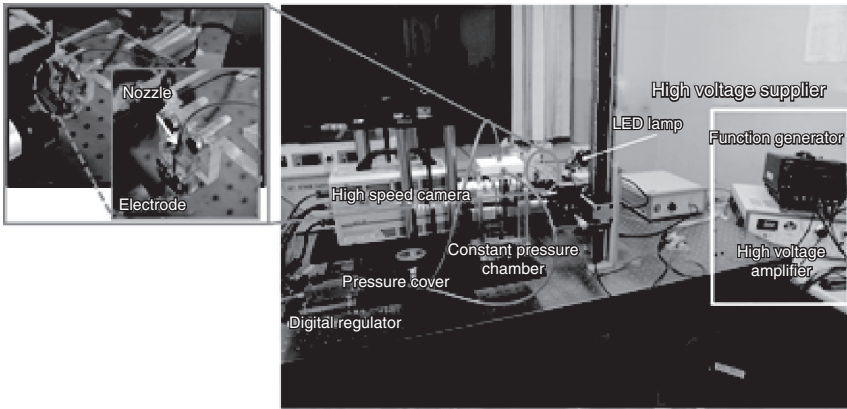 Nozzle
Electrode
High voltage supplier
LED lamp
Function generator
High speed camera
Constant pressure
chamber
High voltage
amplifier
Pressure cover
Digital regulator